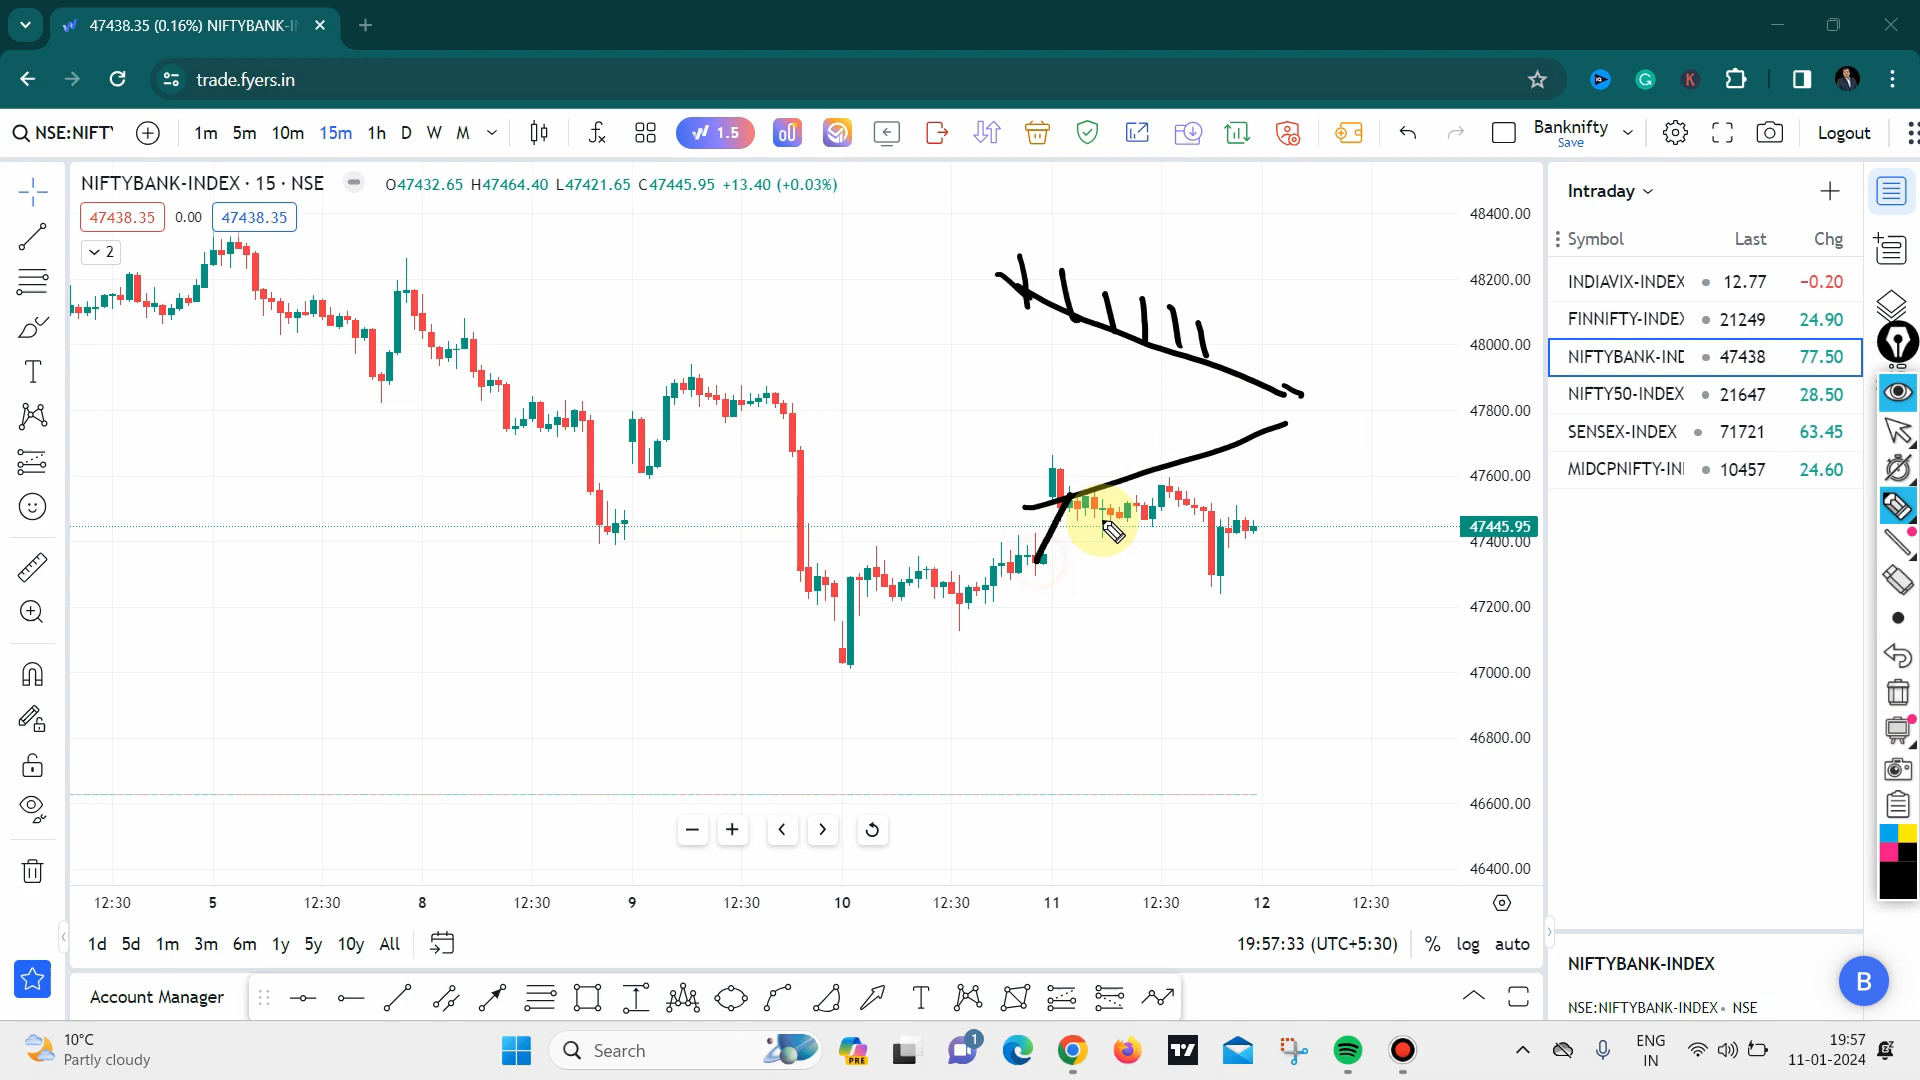 47438.35 (0.16%) NIFTYBANK-I
trade.fyers.in
K
NSE:NIFT
1m 5m 10m 15m 1h D W M
1.5
Banknifty
Save
Logout
NIFTYBANK-INDEX · 15 · NSE
O47432.65 H47464.40 L47421.65 C47445.95 +13.40 (+0.03%)
47438.35 0.00 47438.35
2
48400.00
48200.00
48000.00
47800.00
47600.00
47445.95
47400.00
47200.00
47000.00
46800.00
46600.00
46400.00
Intraday
Symbol Last Chg
INDIAVIX-INDEX 12.77 −0.20
FINNIFTY-INDEX 21249 24.90
NIFTYBANK-IND 47438 77.50
NIFTY50-INDEX 21647 28.50
SENSEX-INDEX 71721 63.45
MIDCPNIFTY-IN 10457 24.60
12:30 5 12:30 8 12:30 9 12:30 10 12:30 11 12:30 12 12:30
1d 5d 1m 3m 6m 1y 5y 10y All
19:57:33 (UTC+5:30) % log auto
Account Manager
NIFTYBANK-INDEX
NSE:NIFTYBANK-INDEX • NSE
B
10°C
Partly cloudy
Search
PRE
1
ENG
IN
19:57
11-01-2024